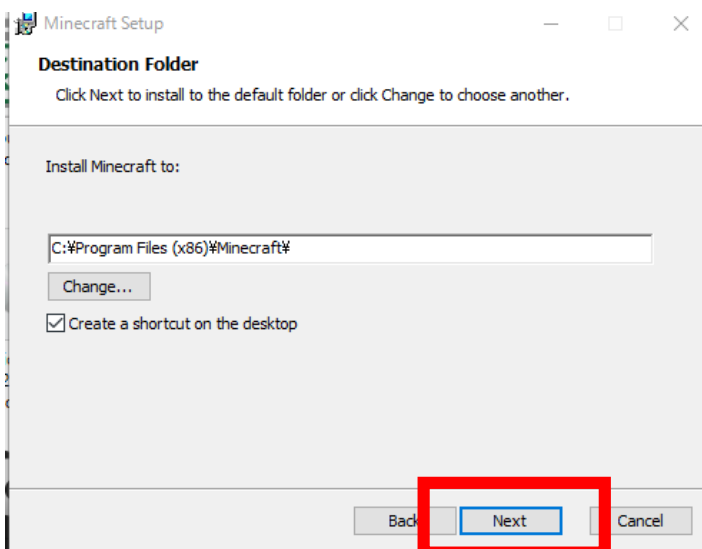 Minecraft Setup
Destination Folder
Click Next to install to the default folder or click Change to choose another.
Install Minecraft to:
C:¥Program Files (x86)¥Minecraft¥
Change...
Create a shortcut on the desktop
Back Next Cancel